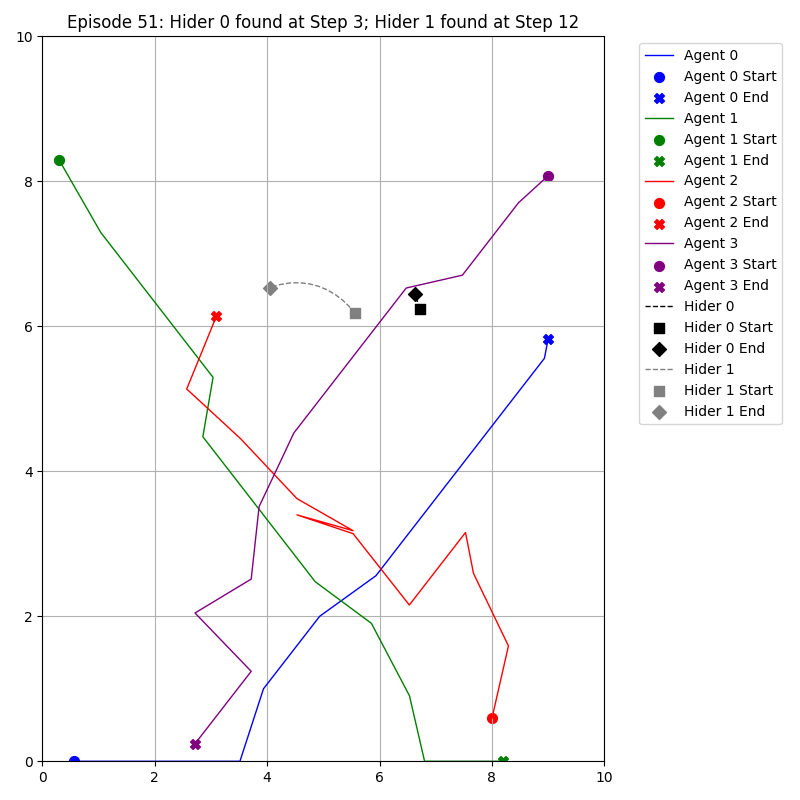 Episode 51: Hider 0 found at Step 3; Hider 1 found at Step 12
10
8
6
4
2
0
0 2 4 6 8 10
Agent 0
Agent 0 Start
Agent 0 End
Agent 1
Agent 1 Start
Agent 1 End
Agent 2
Agent 2 Start
Agent 2 End
Agent 3
Agent 3 Start
Agent 3 End
Hider 0
Hider 0 Start
Hider 0 End
Hider 1
Hider 1 Start
Hider 1 End